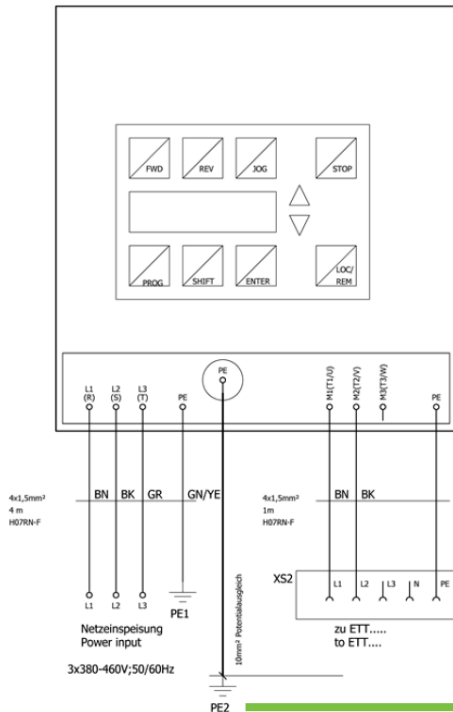 FWD REV JOG STOP
PROG SHIFT ENTER LOC/
REM
PE
L1 L2 L3 PE
(R) (S) (T)
M1(T1/U) M2(T2/V) M3(T3/W) PE
4x1,5mm² BN BK GR GN/YE
4 m
H07RN-F
4x1,5mm² BN BK
1m
H07RN-F
XS2 L1 L2 L3 N PE
L1 L2 L3 PE1
Netzeinspeisung
Power input
3x380-460V;50/60Hz
10mm² Potentialausgleich
zu ETT.....
to ETT....
PE2